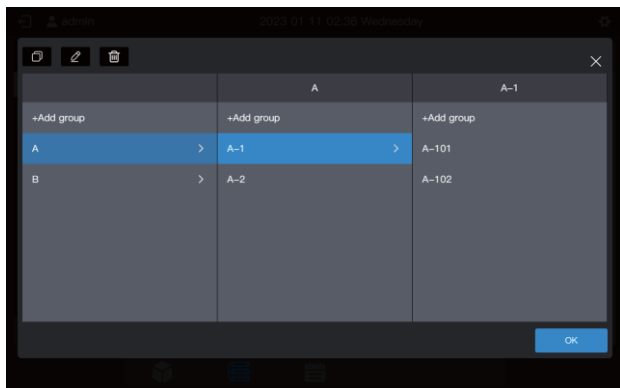 admin 2023 01 11 02:36 Wednesday
A A-1
+Add group +Add group +Add group
A A-1 A-101
B A-2 A-102
OK